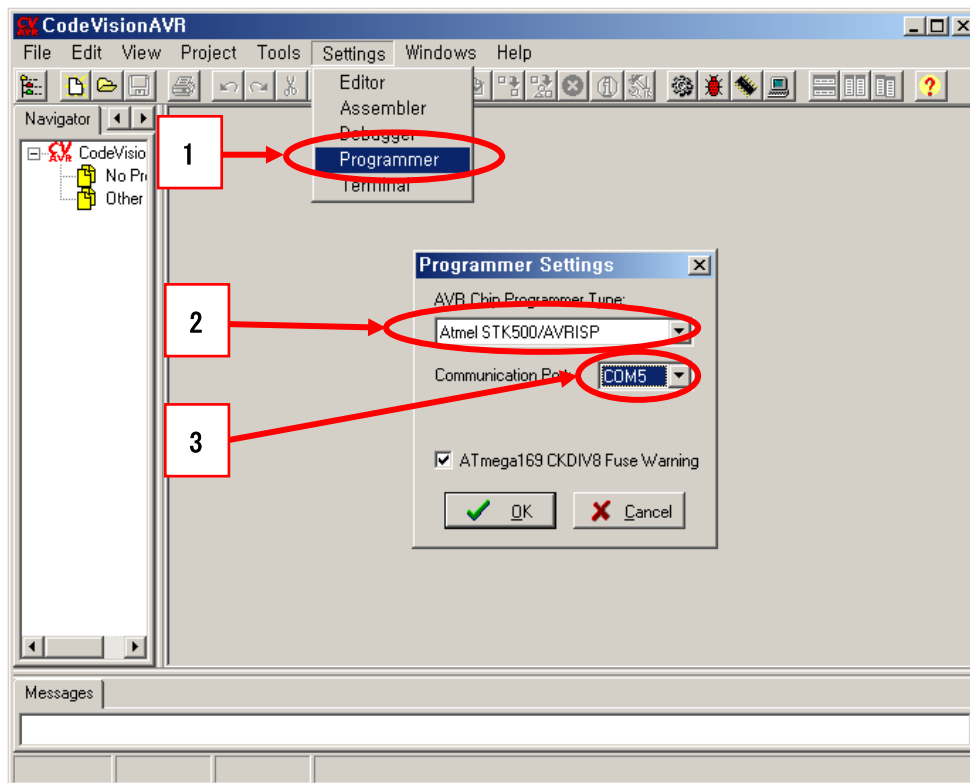 CodeVisionAVR
File Edit View Project Tools Settings Windows Help
Editor
Assembler
Debugger
Programmer
Terminal
Navigator
CodeVisio
No Pr
Other
1
2
3
Programmer Settings
AVR Chip Programmer Type:
Atmel STK500/AVRISP
Communication Port:
COM5
ATmega169 CKDIV8 Fuse Warning
OK
Cancel
Messages